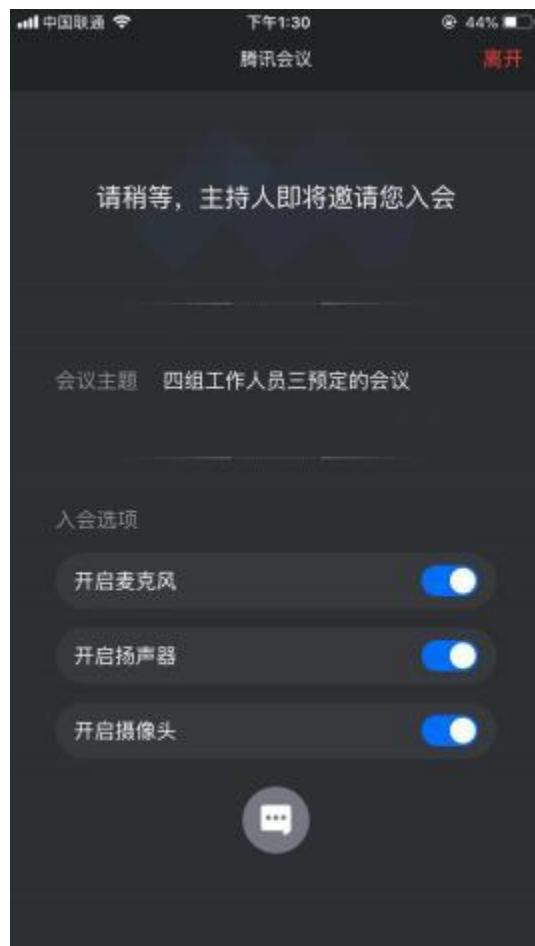 中国联通 下午1:30 44%
腾讯会议 离开
请稍等，主持人即将邀请您入会
会议主题 四组工作人员三预定的会议
入会选项
开启麦克风
开启扬声器
开启摄像头